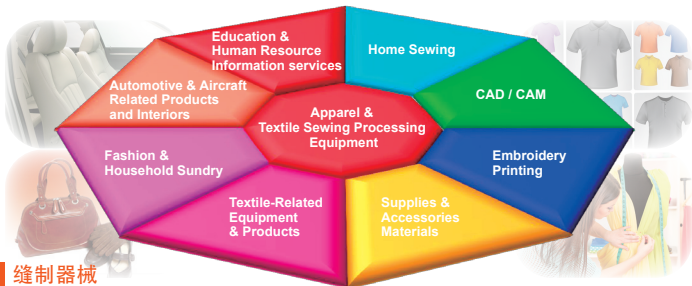 Education &
Human Resource
Information services
Home Sewing
Automotive & Aircraft
Related Products
and Interiors
CAD / CAM
Apparel &
Textile Sewing Processing
Equipment
Fashion &
Household Sundry
Embroidery
Printing
Textile-Related
Equipment
& Products
Supplies &
Accessories
Materials
缝制器械